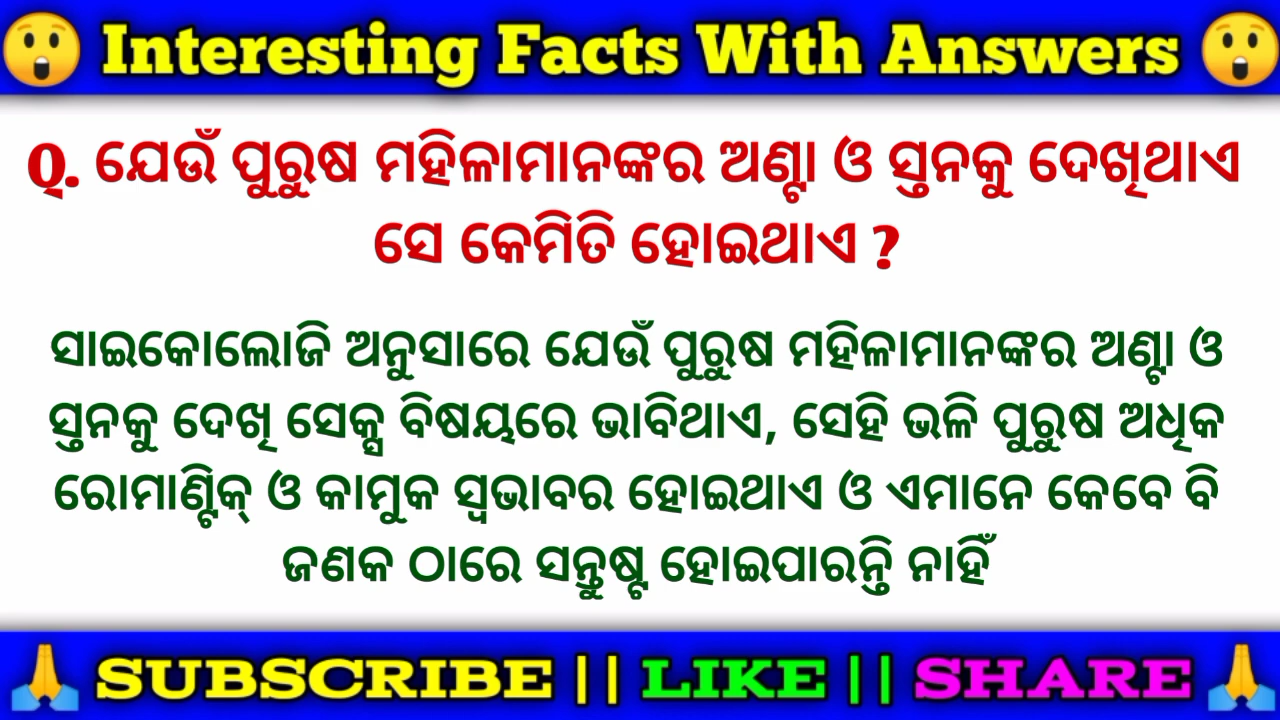 😲 Interesting Facts With Answers 😲
Q. ଯେଉଁ ପୁରୁଷ ମହିଳାମାନଙ୍କର ଅଣ୍ଟା ଓ ସ୍ତନକୁ ଦେଖିଥାଏ
ସେ କେମିତି ହୋଇଥାଏ ?
ସାଇକୋଲୋଜି ଅନୁସାରେ ଯେଉଁ ପୁରୁଷ ମହିଳାମାନଙ୍କର ଅଣ୍ଟା ଓ
ସ୍ତନକୁ ଦେଖି ସେକ୍ସ ବିଷୟରେ ଭାବିଥାଏ, ସେହି ଭଳି ପୁରୁଷ ଅଧିକ
ରୋମାଣ୍ଟିକ୍ ଓ କାମୁକ ସ୍ୱଭାବର ହୋଇଥାଏ ଓ ଏମାନେ କେବେ ବି
ଜଣକ ଠାରେ ସନ୍ତୁଷ୍ଟ ହୋଇପାରନ୍ତି ନାହିଁ
🙏 SUBSCRIBE || LIKE || SHARE 🙏